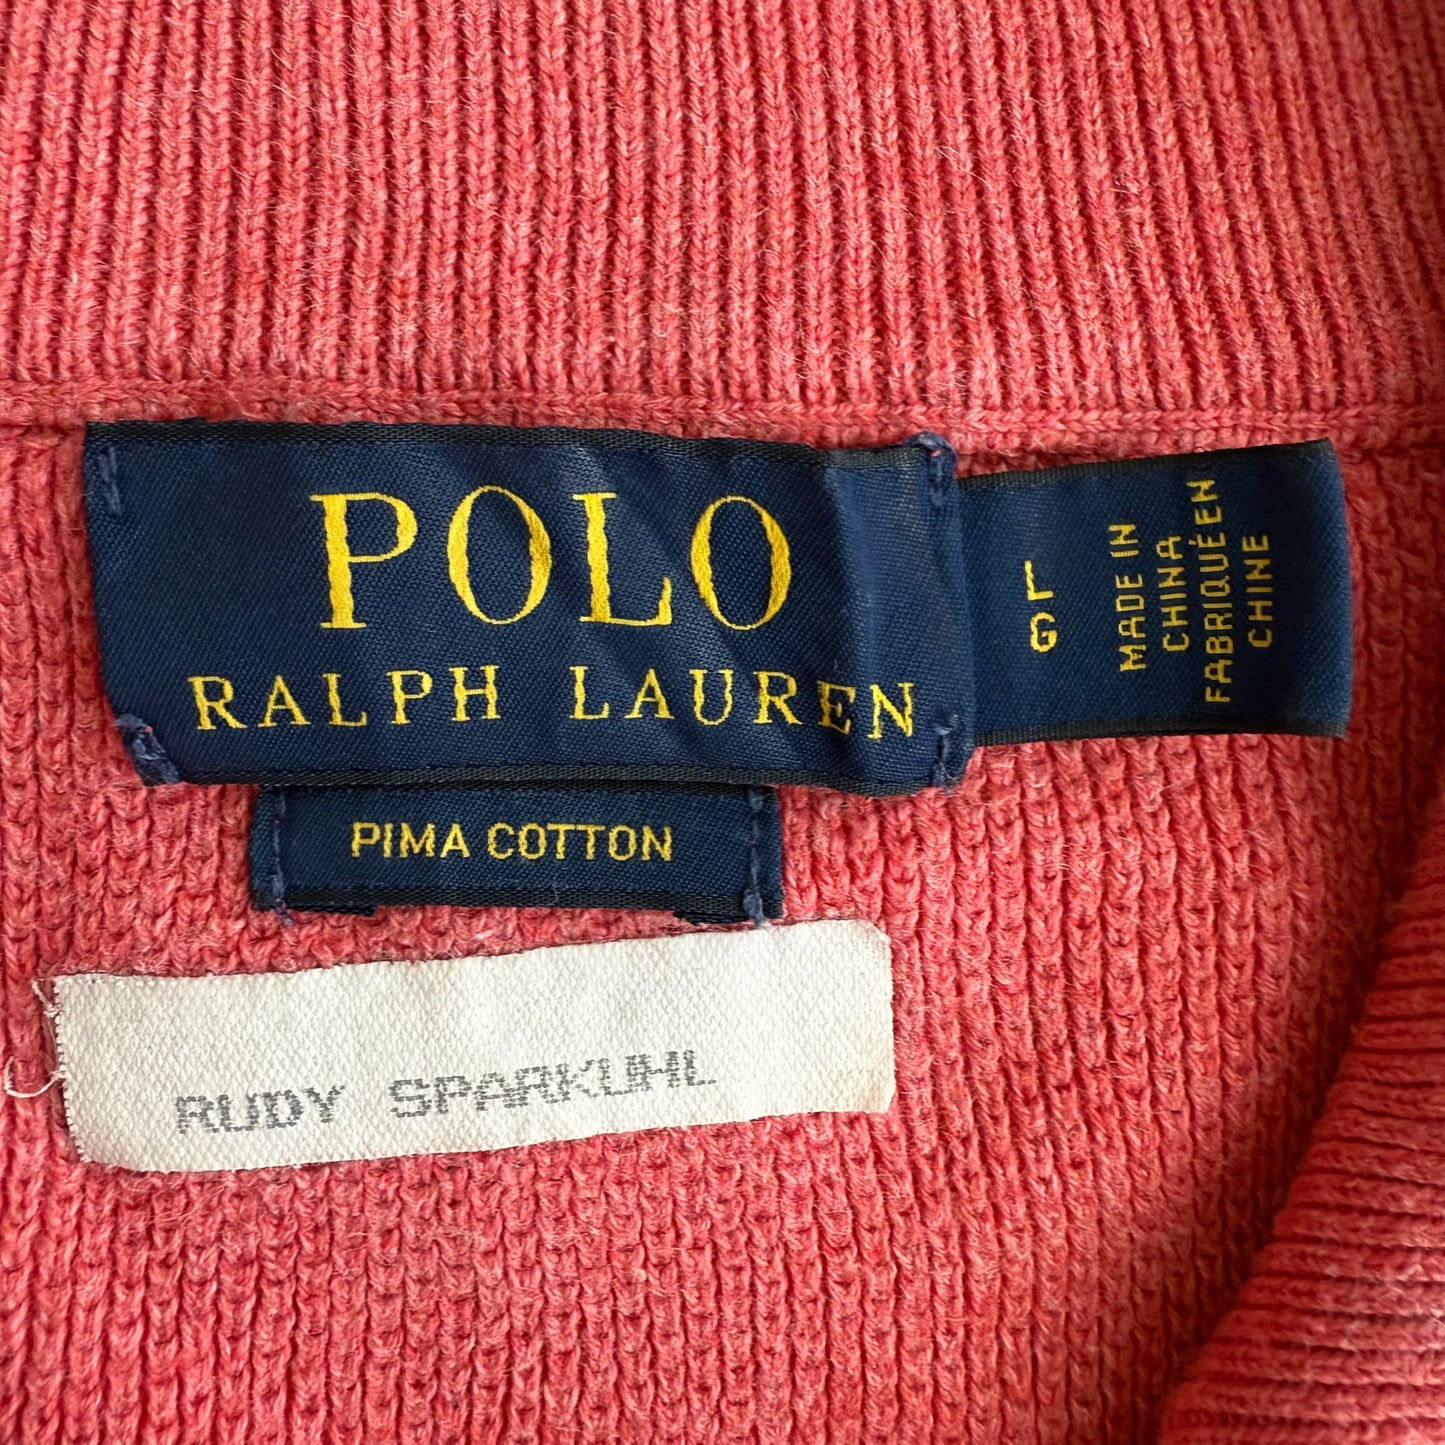 POLO
RALPH LAUREN
L
G
MADE IN
CHINA
FABRIQUÉ EN
CHINE
PIMA COTTON
RUDY SPARKUHL